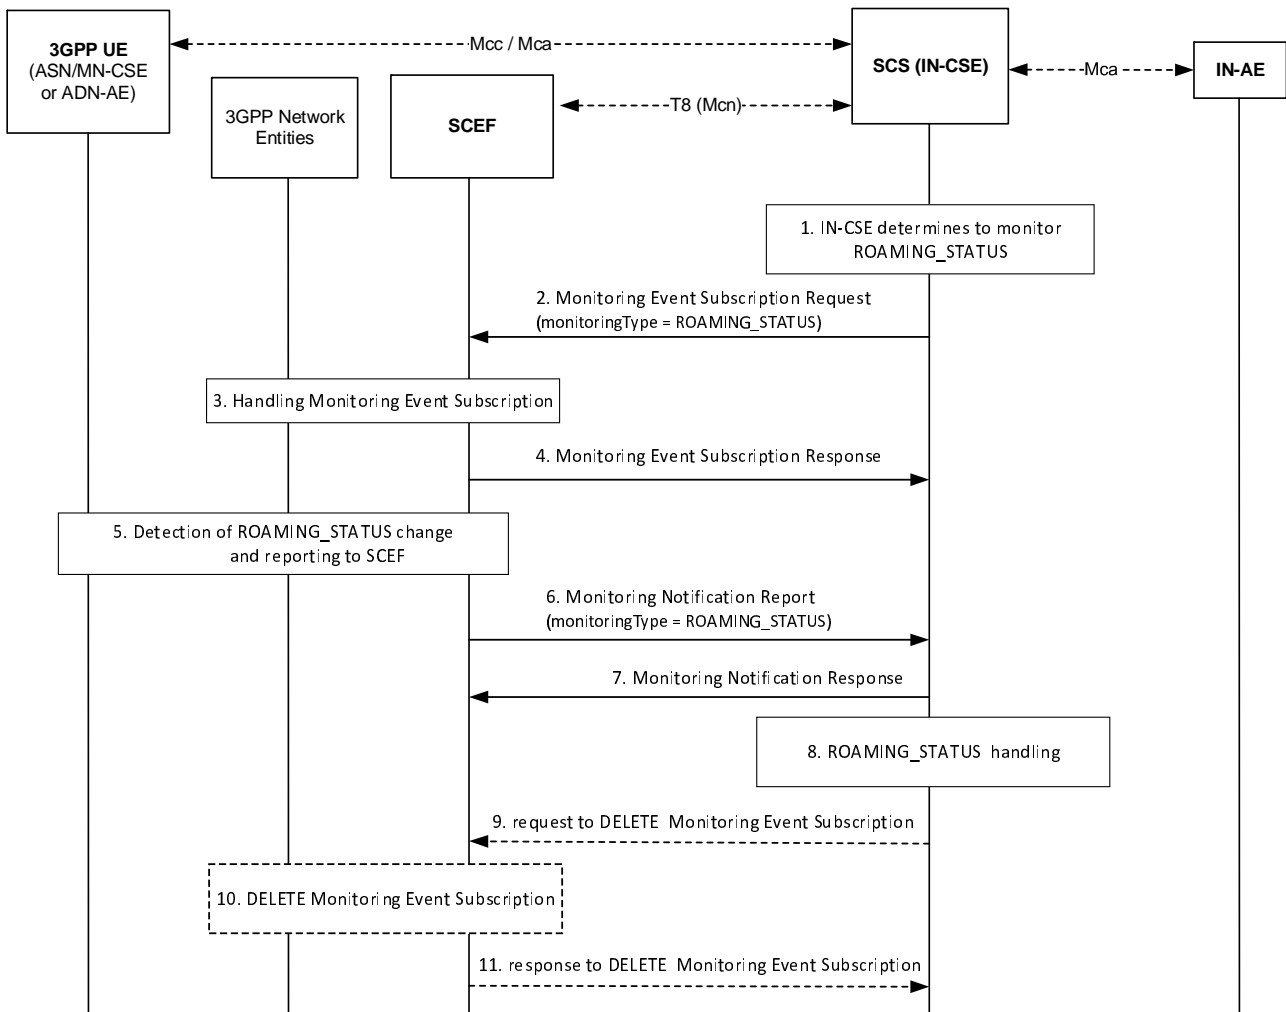 3GPP UE
(ASN/MN-CSE
or ADN-AE)
Mcc / Mca
SCS (IN-CSE)
Mca
IN-AE
3GPP Network
Entities
SCEF
T8 (Mcn)
1. IN-CSE determines to monitor
ROAMING_STATUS
2. Monitoring Event Subscription Request
(monitoringType = ROAMING_STATUS)
3. Handling Monitoring Event Subscription
4. Monitoring Event Subscription Response
5. Detection of ROAMING_STATUS change
and reporting to SCEF
6. Monitoring Notification Report
(monitoringType = ROAMING_STATUS)
7. Monitoring Notification Response
8. ROAMING_STATUS handling
9. request to DELETE Monitoring Event Subscription
10. DELETE Monitoring Event Subscription
11. response to DELETE Monitoring Event Subscription